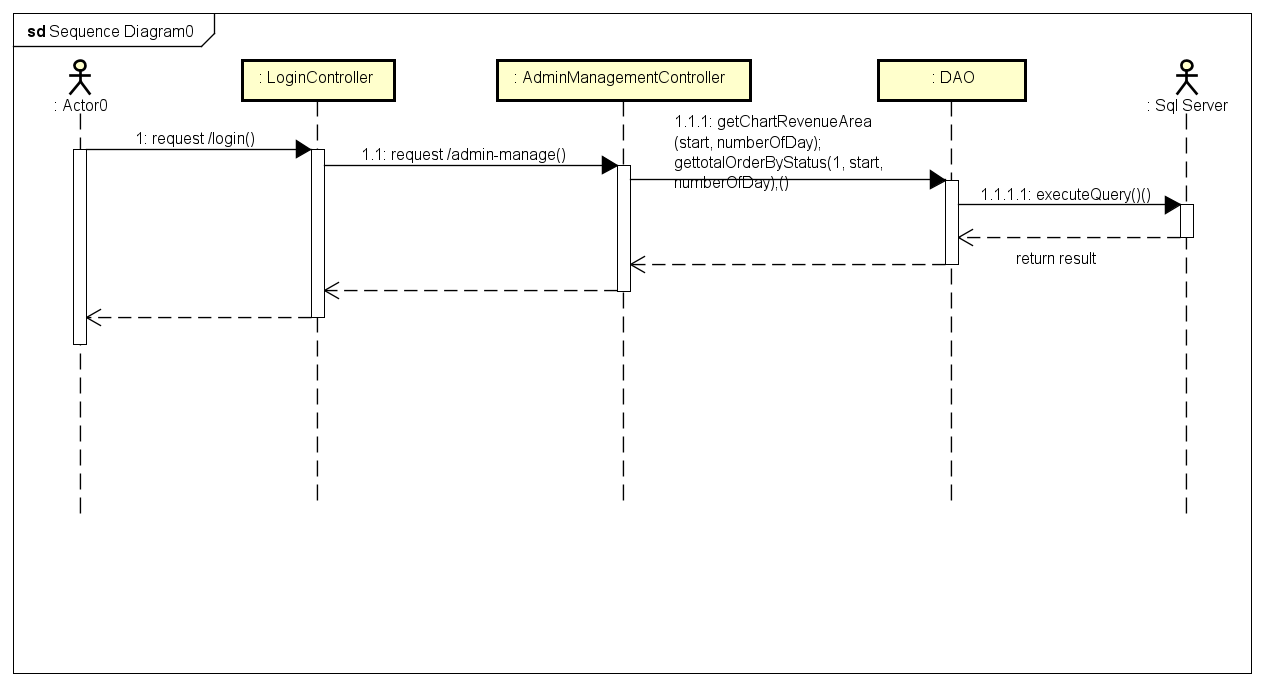 sd Sequence Diagram0
: Actor0
: LoginController
: AdminManagementController
: DAO
: Sql Server
1: request /login()
1.1: request /admin-manage()
1.1.1: getChartRevenueArea
(start, numberOfDay);
gettotalOrderByStatus(1, start,
numberOfDay);()
1.1.1.1: executeQuery()()
return result